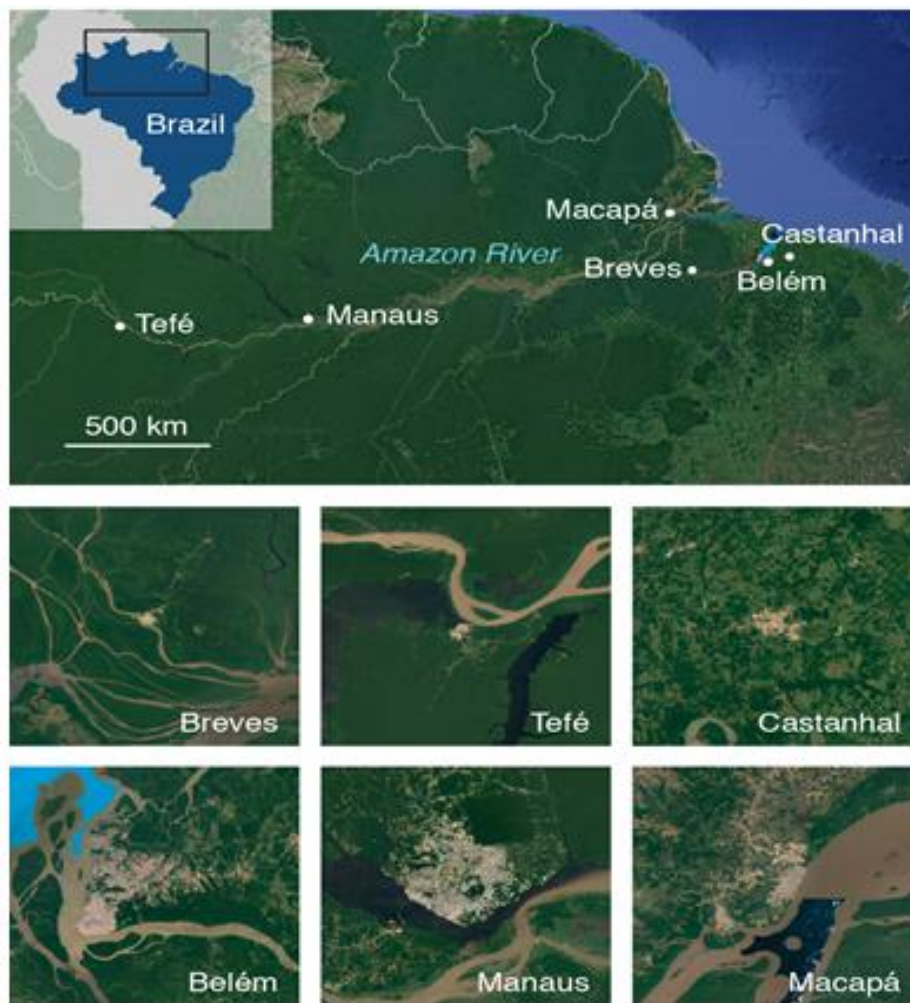 Brazil
Macapá
Castanhal
Amazon River
Breves
Belém
Tefé
Manaus
500 km
Breves
Tefé
Castanhal
Belém
Manaus
Macapá